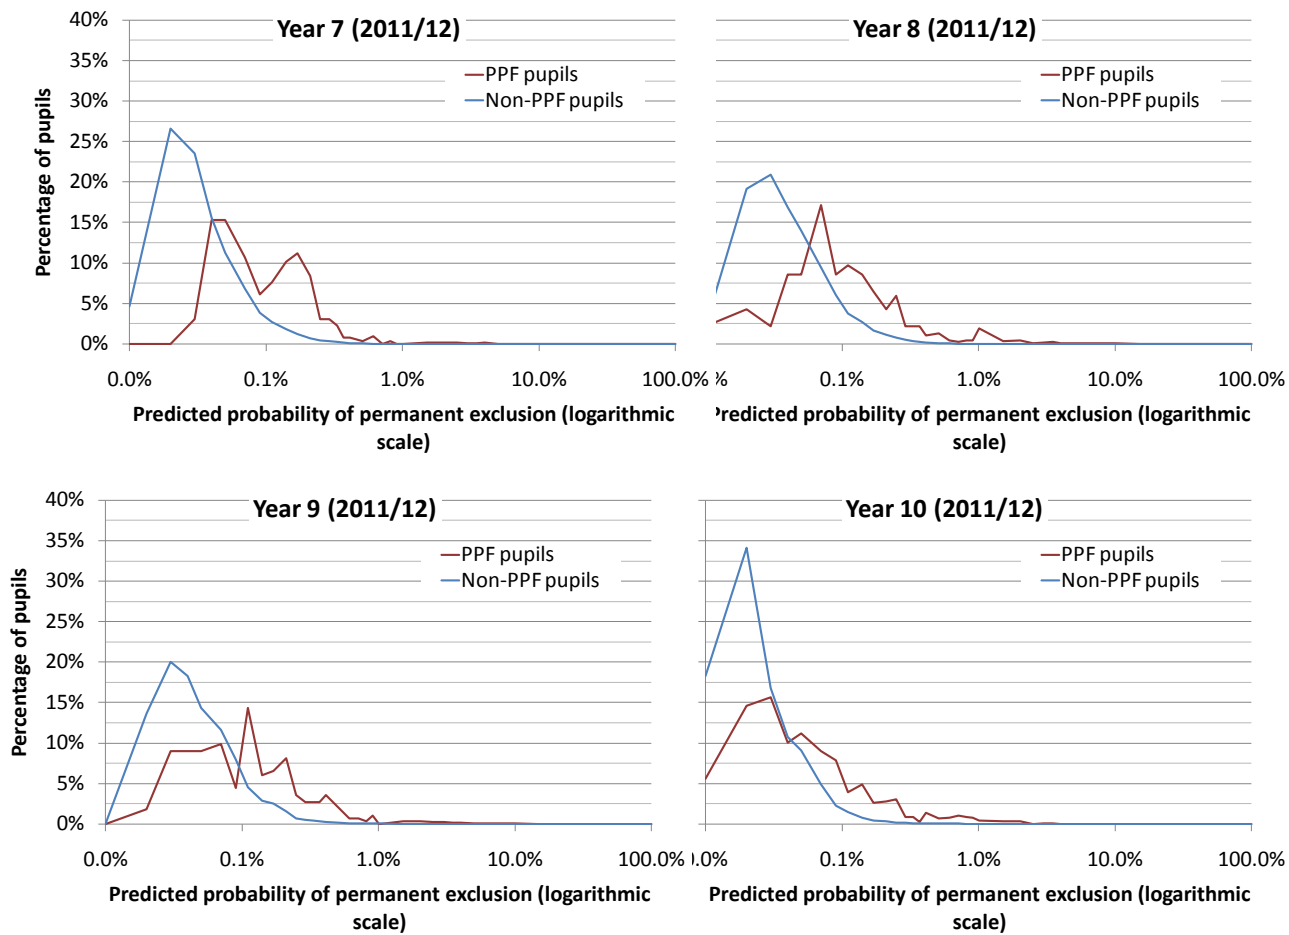 Year 7 (2011/12)
PPF pupils
Non-PPF pupils
Percentage of pupils
40%
35%
30%
25%
20%
15%
10%
5%
0%
0.0% 0.1% 1.0% 10.0% 100.0%
Predicted probability of permanent exclusion (logarithmic
scale)
Year 8 (2011/12)
PPF pupils
Non-PPF pupils
0.1% 1.0% 10.0% 100.0%
Predicted probability of permanent exclusion (logarithmic
scale)
Year 9 (2011/12)
PPF pupils
Non-PPF pupils
Percentage of pupils
40%
35%
30%
25%
20%
15%
10%
5%
0%
0.0% 0.1% 1.0% 10.0% 100.0%
Predicted probability of permanent exclusion (logarithmic
scale)
Year 10 (2011/12)
PPF pupils
Non-PPF pupils
0.0% 0.1% 1.0% 10.0% 100.0%
Predicted probability of permanent exclusion (logarithmic
scale)